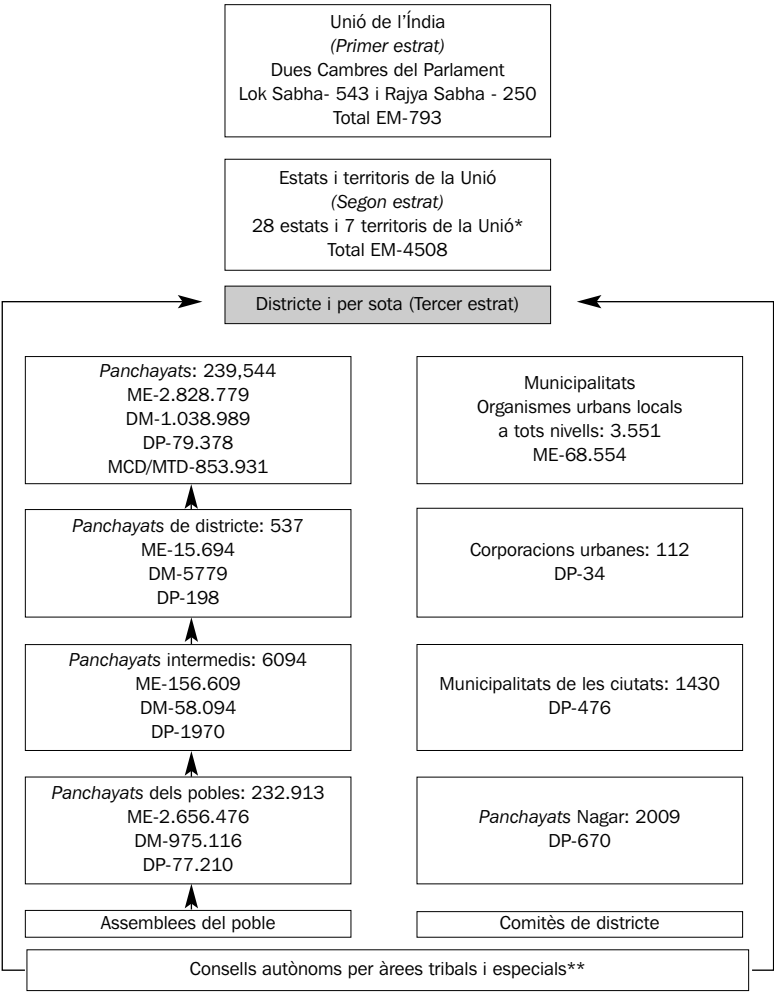 Unió de l'Índia
(Primer estrat)
Dues Cambres del Parlament
Lok Sabha- 543 i Rajya Sabha - 250
Total EM-793
Estats i territoris de la Unió
(Segon estrat)
28 estats i 7 territoris de la Unió*
Total EM-4508
Districte i per sota (Tercer estrat)
Panchayats: 239,544
ME-2.828.779
DM-1.038.989
DP-79.378
MCD/MTD-853.931
Municipalitats
Organismes urbans locals
a tots nivells: 3.551
ME-68.554
Panchayats de districte: 537
ME-15.694
DM-5779
DP-198
Corporacions urbanes: 112
DP-34
Panchayats intermedis: 6094
ME-156.609
DM-58.094
DP-1970
Municipalitats de les ciutats: 1430
DP-476
Panchayats dels pobles: 232.913
ME-2.656.476
DM-975.116
DP-77.210
Panchayats Nagar: 2009
DP-670
Assemblees del poble
Comitès de districte
Consells autònoms per àrees tribals i especials**